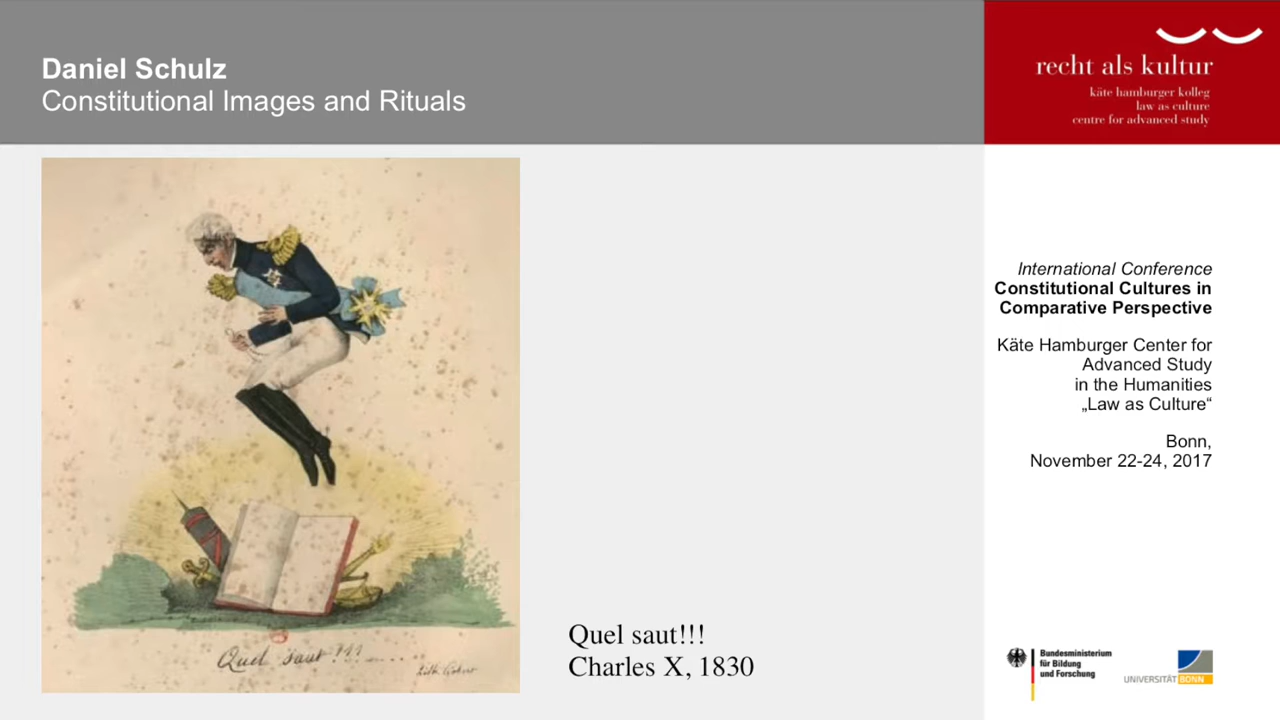 Daniel Schulz
Constitutional Images and Rituals
recht als kultur
käte hamburger kolleg
law as culture
centre for advanced study
Quel saut!!!
Quel saut!!!
Charles X, 1830
International Conference
Constitutional Cultures in
Comparative Perspective
Käte Hamburger Center for
Advanced Study
in the Humanities
„Law as Culture“
Bonn,
November 22-24, 2017
Bundesministerium
für Bildung
und Forschung
UNIVERSITÄT BONN